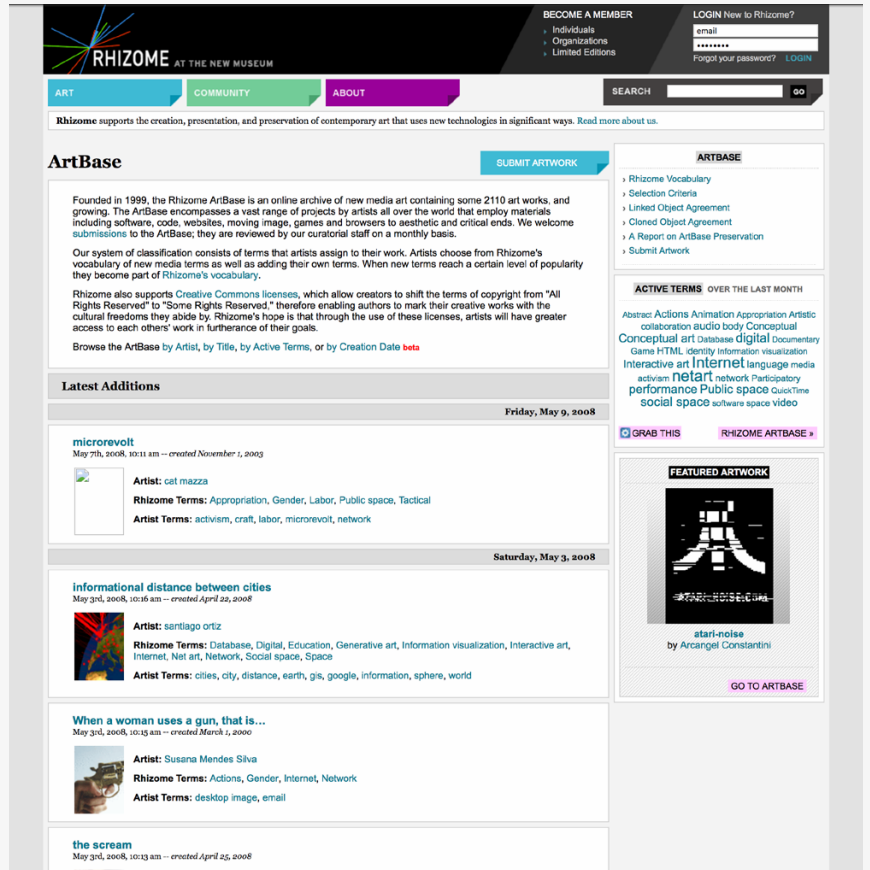 RHIZOME AT THE NEW MUSEUM
BECOME A MEMBER
Individuals
Organizations
Limited Editions
LOGIN New to Rhizome?
email
••••••••
Forgot your password? LOGIN
ART
COMMUNITY
ABOUT
SEARCH
GO
Rhizome supports the creation, presentation, and preservation of contemporary art that uses new technologies in significant ways. Read more about us.
ArtBase
SUBMIT ARTWORK
Founded in 1999, the Rhizome ArtBase is an online archive of new media art containing some 2110 art works, and
growing. The ArtBase encompasses a vast range of projects by artists all over the world that employ materials
including software, code, websites, moving image, games and browsers to aesthetic and critical ends. We welcome
submissions to the ArtBase; they are reviewed by our curatorial staff on a monthly basis.
Our system of classification consists of terms that artists assign to their work. Artists choose from Rhizome's
vocabulary of new media terms as well as adding their own terms. When new terms reach a certain level of popularity
they become part of Rhizome's vocabulary.
Rhizome also supports Creative Commons licenses, which allow creators to shift the terms of copyright from "All
Rights Reserved" to "Some Rights Reserved," therefore enabling authors to mark their creative works with the
cultural freedoms they abide by. Rhizome's hope is that through the use of these licenses, artists will have greater
access to each others' work in furtherance of their goals.
Browse the ArtBase by Artist, by Title, by Active Terms, or by Creation Date beta
Latest Additions
Friday, May 9, 2008
microrevolt
May 7th, 2008, 10:11 am -- created November 1, 2003
Artist: cat mazza
Rhizome Terms: Appropriation, Gender, Labor, Public space, Tactical
Artist Terms: activism, craft, labor, microrevolt, network
Saturday, May 3, 2008
informational distance between cities
May 3rd, 2008, 10:16 am -- created April 22, 2008
Artist: santiago ortiz
Rhizome Terms: Database, Digital, Education, Generative art, Information visualization, Interactive art,
Internet, Net art, Network, Social space, Space
Artist Terms: cities, city, distance, earth, gis, google, information, sphere, world
When a woman uses a gun, that is...
May 3rd, 2008, 10:15 am -- created March 1, 2000
Artist: Susana Mendes Silva
Rhizome Terms: Actions, Gender, Internet, Network
Artist Terms: desktop image, email
the scream
May 3rd, 2008, 10:13 am -- created April 25, 2008
ARTBASE
› Rhizome Vocabulary
› Selection Criteria
› Linked Object Agreement
› Cloned Object Agreement
› A Report on ArtBase Preservation
› Submit Artwork
ACTIVE TERMS OVER THE LAST MONTH
Abstract Actions Animation Appropriation Artistic
collaboration audio body Conceptual
Conceptual art Database digital Documentary
Game HTML identity Information visualization
Interactive art Internet language media
activism netart network Participatory
performance Public space QuickTime
social space software space video
GRAB THIS
RHIZOME ARTBASE »
FEATURED ARTWORK
ATARI-NOISE.COM
atari-noise
by Arcangel Constantini
GO TO ARTBASE